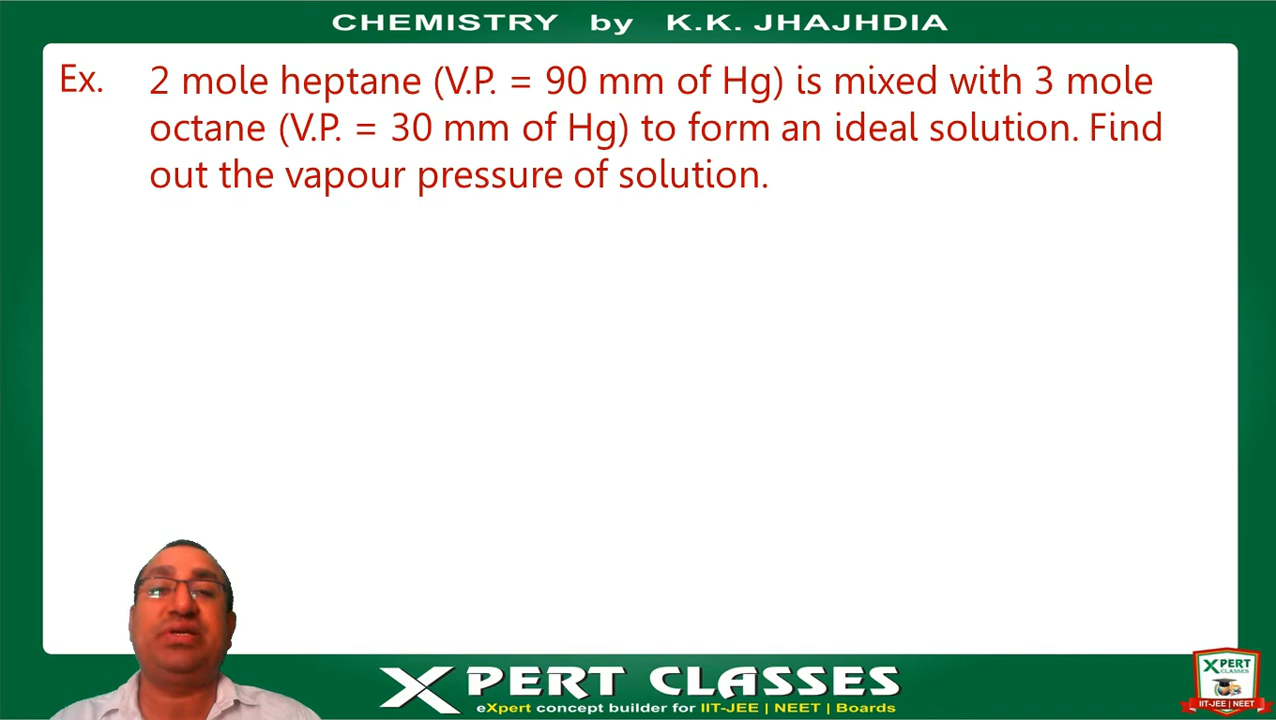 CHEMISTRY by K.K. JHAJHDIA
Ex. 2 mole heptane (V.P. = 90 mm of Hg) is mixed with 3 mole
octane (V.P. = 30 mm of Hg) to form an ideal solution. Find
out the vapour pressure of solution.
XPERT CLASSES
eXpert concept builder for IIT-JEE | NEET | Boards
XPERT
CLASSES
IIT-JEE | NEET